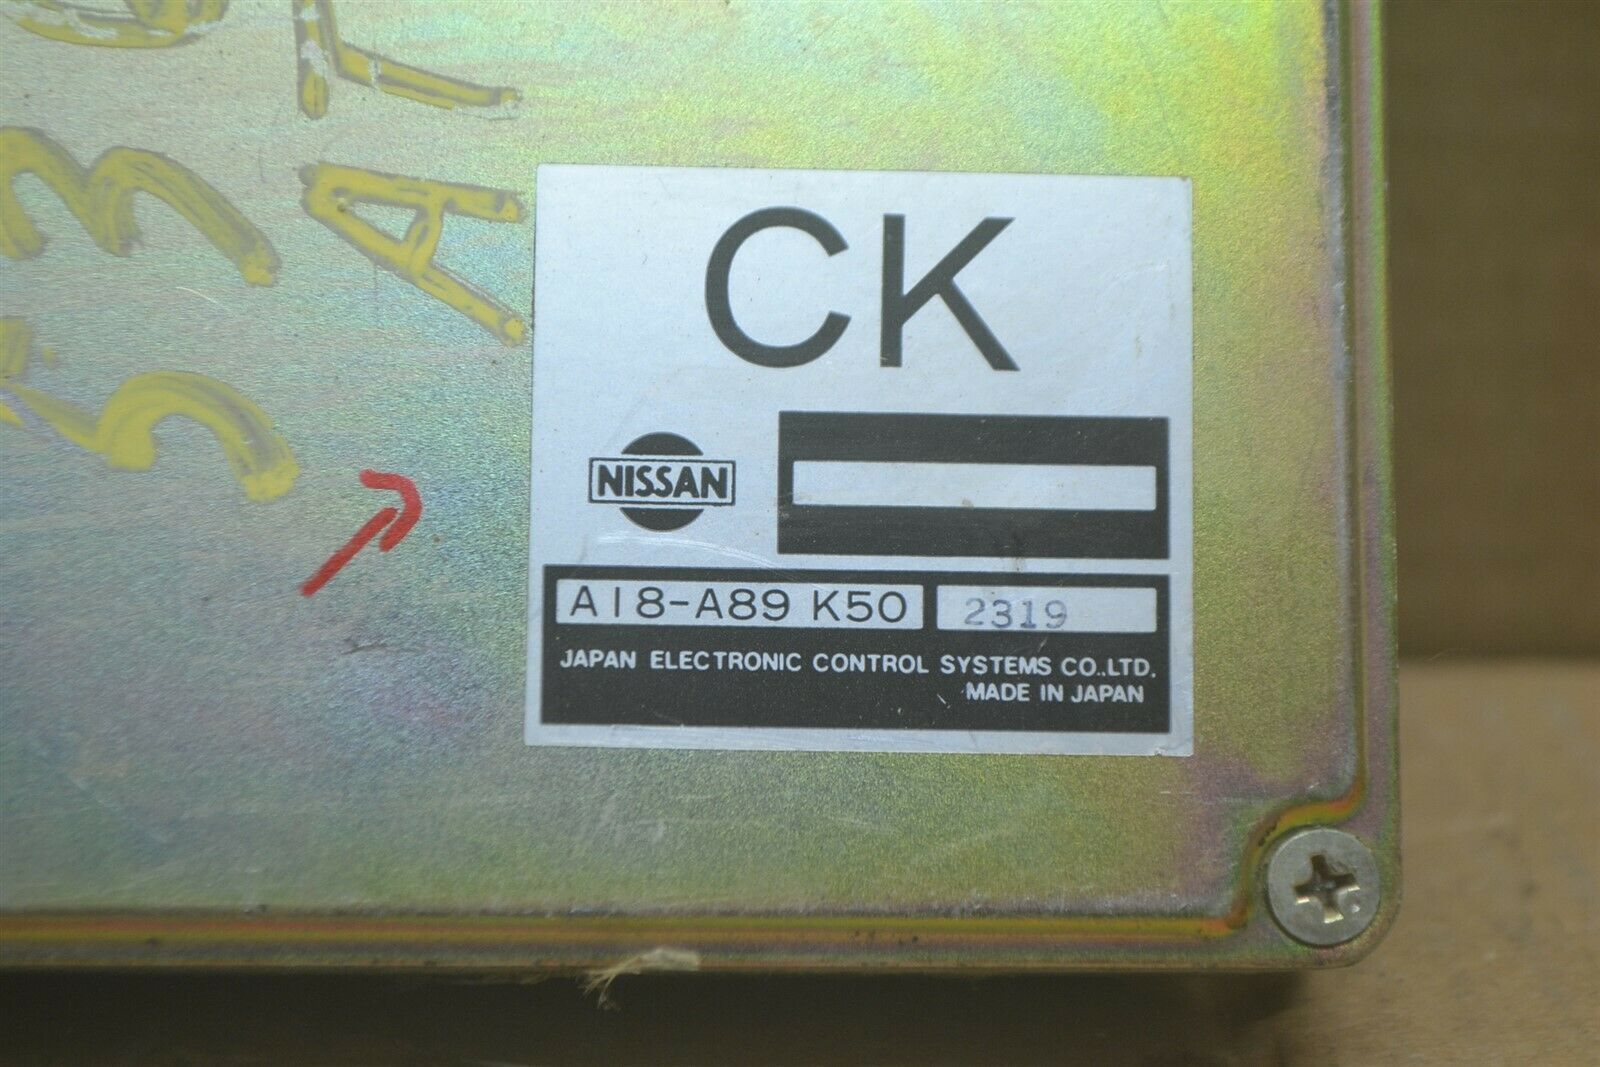 CK
NISSAN
A18-A89 K50 2319
JAPAN ELECTRONIC CONTROL SYSTEMS CO.,LTD.
MADE IN JAPAN